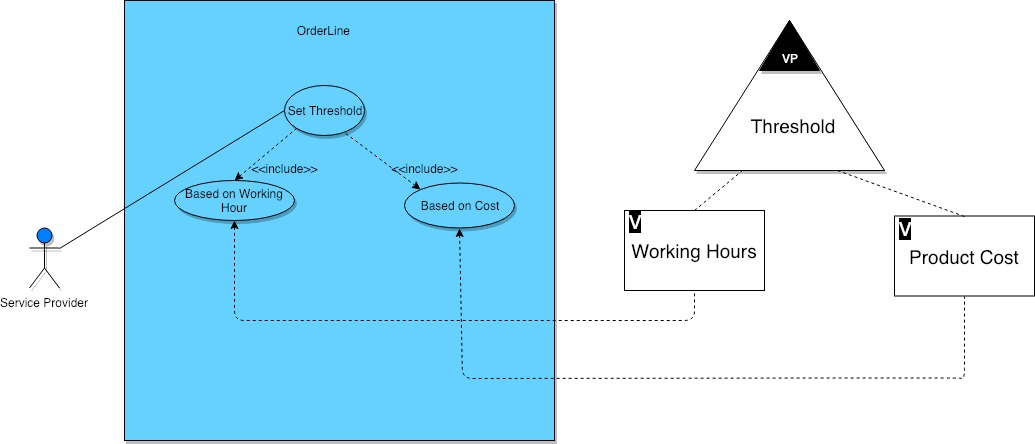 OrderLine
VP
Set Threshold
Threshold
<<include>>
<<include>>
Based on Working
Hour
Based on Cost
V
Working Hours
V
Product Cost
Service Provider